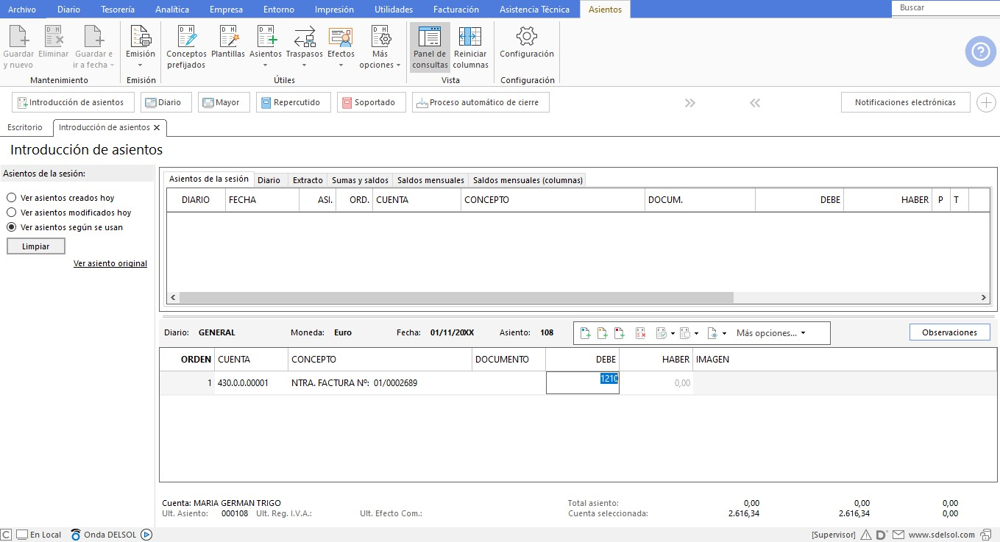 Archivo Diario Tesorería Analítica Empresa Entorno Impresión Utilidades Facturación Asistencia Técnica Asientos Buscar
Guardar y nuevo
Eliminar
Guardar e ir a fecha
Emisión
Conceptos prefijados
Plantillas
Asientos
Traspasos
Efectos
Más opciones
Panel de consultas
Reiniciar columnas
Configuración
Mantenimiento Emisión Útiles Vista Configuración
Introducción de asientos Diario Mayor Repercutido Soportado Proceso automático de cierre Notificaciones electrónicas
Escritorio Introducción de asientos
Introducción de asientos
Asientos de la sesión:
Ver asientos creados hoy
Ver asientos modificados hoy
Ver asientos según se usan
Limpiar
Ver asiento original
Asientos de la sesión Diario Extracto Sumas y saldos Saldos mensuales Saldos mensuales (columnas)
DIARIO FECHA ASI. ORD. CUENTA CONCEPTO DOCUM. DEBE HABER P T
Diario: GENERAL Moneda: Euro Fecha: 01/11/20XX Asiento: 108 Más opciones... Observaciones
ORDEN CUENTA CONCEPTO DOCUMENTO DEBE HABER IMAGEN
1 430.0.0.00001 NTRA. FACTURA Nº: 01/0002689 1210 0,00
Cuenta: MARIA GERMAN TRIGO Total asiento: 0,00 0,00 0,00
Ult. Asiento: 000108 Ult. Reg. I.V.A.: Ult. Efecto Com.: Cuenta seleccionada: 2.616,34 2.616,34 0,00
C En Local Onda DELSOL [Supervisor] D www.sdelsol.com